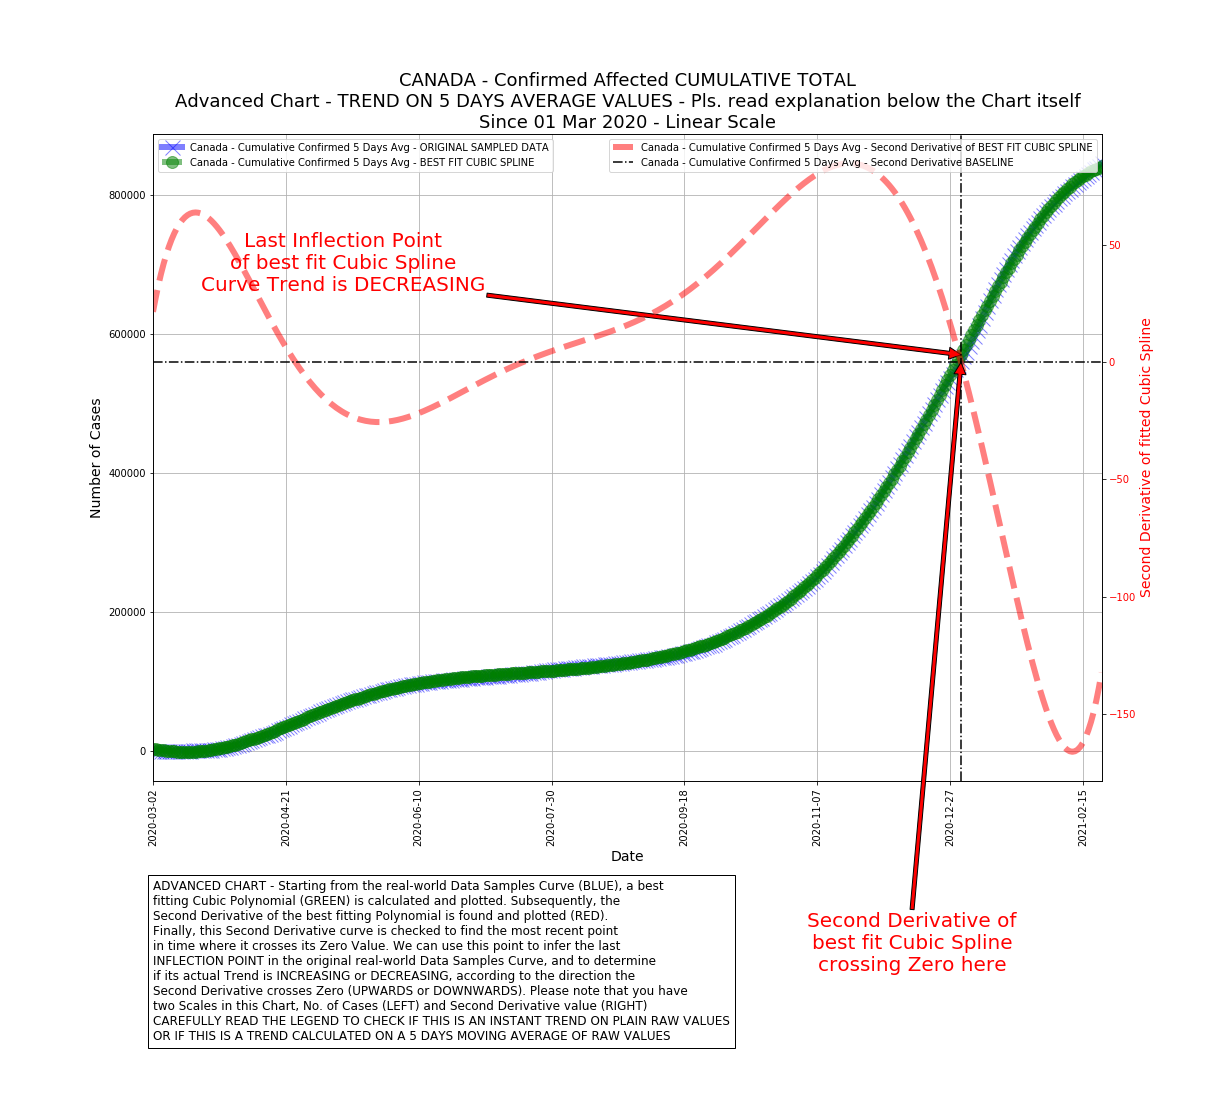 CANADA - Confirmed Affected CUMULATIVE TOTAL
Advanced Chart - TREND ON 5 DAYS AVERAGE VALUES - Pls. read explanation below the Chart itself
Since 01 Mar 2020 - Linear Scale
Canada - Cumulative Confirmed 5 Days Avg - ORIGINAL SAMPLED DATA
Canada - Cumulative Confirmed 5 Days Avg - BEST FIT CUBIC SPLINE
Canada - Cumulative Confirmed 5 Days Avg - Second Derivative of BEST FIT CUBIC SPLINE
Canada - Cumulative Confirmed 5 Days Avg - Second Derivative BASELINE
Last Inflection Point
of best fit Cubic Spline
Curve Trend is DECREASING
Number of Cases
800000
600000
400000
200000
0
50
0
−50
−100
−150
Second Derivative of fitted Cubic Spline
2020-03-02
2020-04-21
2020-06-10
2020-07-30
2020-09-18
2020-11-07
2020-12-27
2021-02-15
Date
ADVANCED CHART - Starting from the real-world Data Samples Curve (BLUE), a best
fitting Cubic Polynomial (GREEN) is calculated and plotted. Subsequently, the
Second Derivative of the best fitting Polynomial is found and plotted (RED).
Finally, this Second Derivative curve is checked to find the most recent point
in time where it crosses its Zero Value. We can use this point to infer the last
INFLECTION POINT in the original real-world Data Samples Curve, and to determine
if its actual Trend is INCREASING or DECREASING, according to the direction the
Second Derivative crosses Zero (UPWARDS or DOWNWARDS). Please note that you have
two Scales in this Chart, No. of Cases (LEFT) and Second Derivative value (RIGHT)
CAREFULLY READ THE LEGEND TO CHECK IF THIS IS AN INSTANT TREND ON PLAIN RAW VALUES
OR IF THIS IS A TREND CALCULATED ON A 5 DAYS MOVING AVERAGE OF RAW VALUES
Second Derivative of
best fit Cubic Spline
crossing Zero here